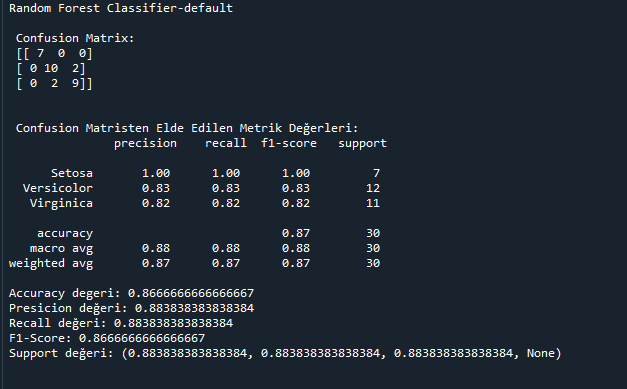 Random Forest Classifier-default
Confusion Matrix:
[[ 7 0 0]
[ 0 10 2]
[ 0 2 9]]
Confusion Matristen Elde Edilen Metrik Değerleri:
precision recall f1-score support
Setosa 1.00 1.00 1.00 7
Versicolor 0.83 0.83 0.83 12
Virginica 0.82 0.82 0.82 11
accuracy 0.87 30
macro avg 0.88 0.88 0.88 30
weighted avg 0.87 0.87 0.87 30
Accuracy degeri: 0.8666666666666667
Presicion değeri: 0.883838383838384
Recall değeri: 0.883838383838384
F1-Score: 0.8666666666666667
Support değeri: (0.883838383838384, 0.883838383838384, 0.883838383838384, None)